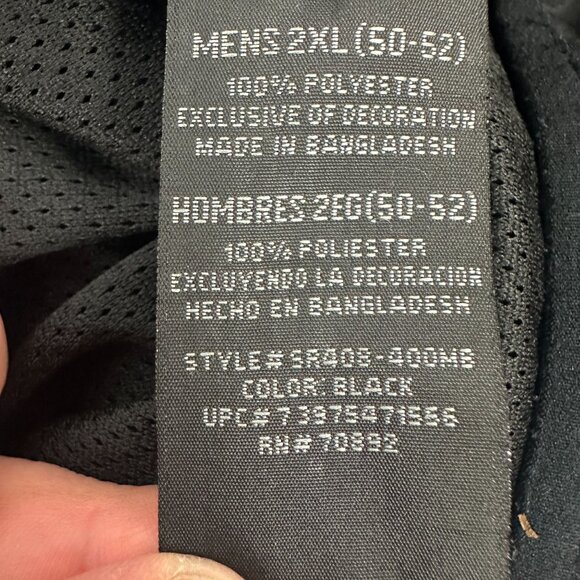 MENS 2XL (50-52)
100% POLYESTER
EXCLUSIVE OF DECORATION
MADE IN BANGLADESH
HOMBRES 2EG(50-52)
100% POLIESTER
EXCLUYENDO LA DECORACION
HECHO EN BANGLADESH
STYLE# SR408-400MB
COLOR: BLACK
UPC# 73975471556
RN# 70892